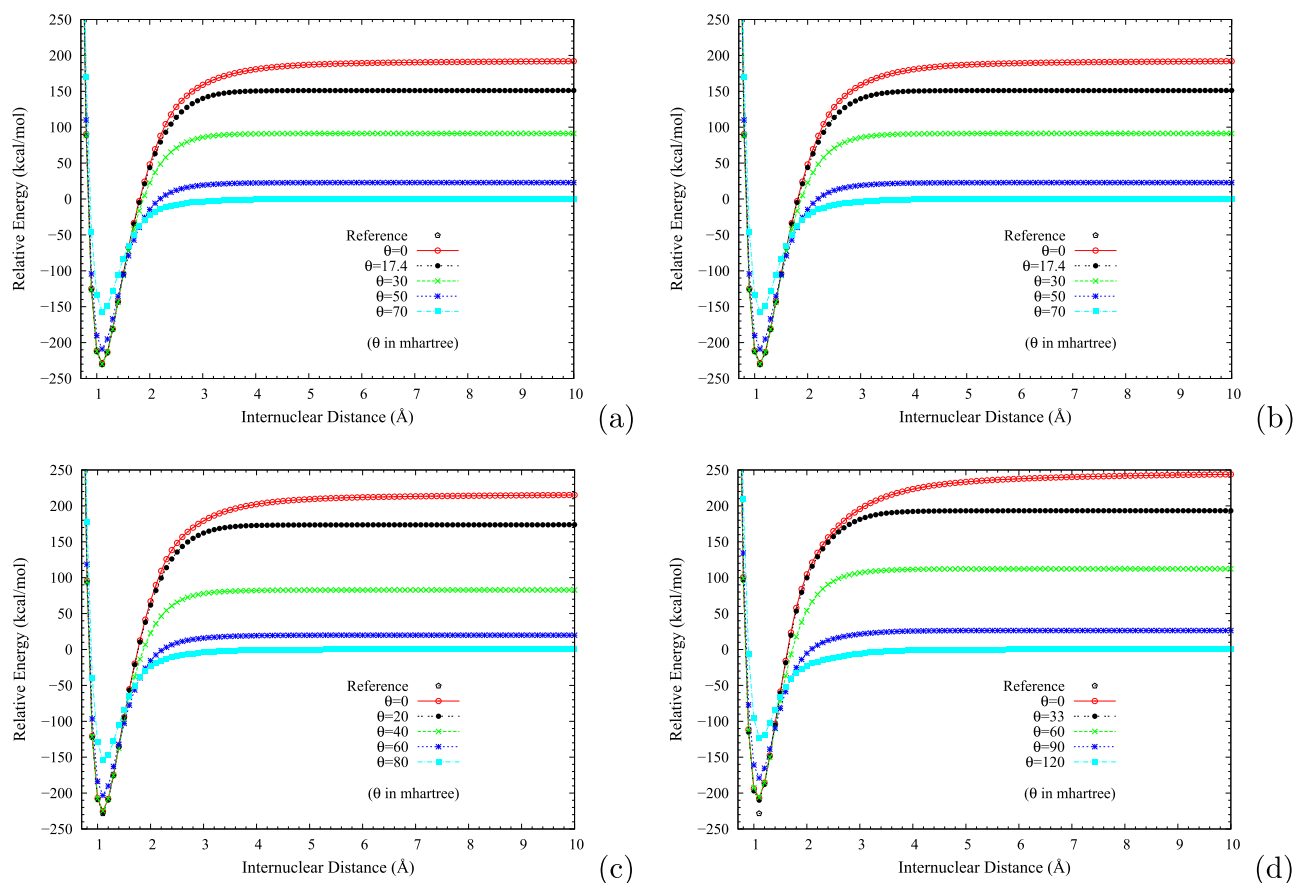 250
200
150
100
50
0
−50
−100
−150
−200
−250
Relative Energy (kcal/mol)
Reference
θ=0
θ=17.4
θ=30
θ=50
θ=70
(θ in mhartree)
1 2 3 4 5 6 7 8 9 10
Internuclear Distance (Å)
(a)
250
200
150
100
50
0
−50
−100
−150
−200
−250
Relative Energy (kcal/mol)
Reference
θ=0
θ=17.4
θ=30
θ=50
θ=70
(θ in mhartree)
1 2 3 4 5 6 7 8 9 10
Internuclear Distance (Å)
(b)
250
200
150
100
50
0
−50
−100
−150
−200
−250
Relative Energy (kcal/mol)
Reference
θ=0
θ=20
θ=40
θ=60
θ=80
(θ in mhartree)
1 2 3 4 5 6 7 8 9 10
Internuclear Distance (Å)
(c)
250
200
150
100
50
0
−50
−100
−150
−200
−250
Relative Energy (kcal/mol)
Reference
θ=0
θ=33
θ=60
θ=90
θ=120
(θ in mhartree)
1 2 3 4 5 6 7 8 9 10
Internuclear Distance (Å)
(d)